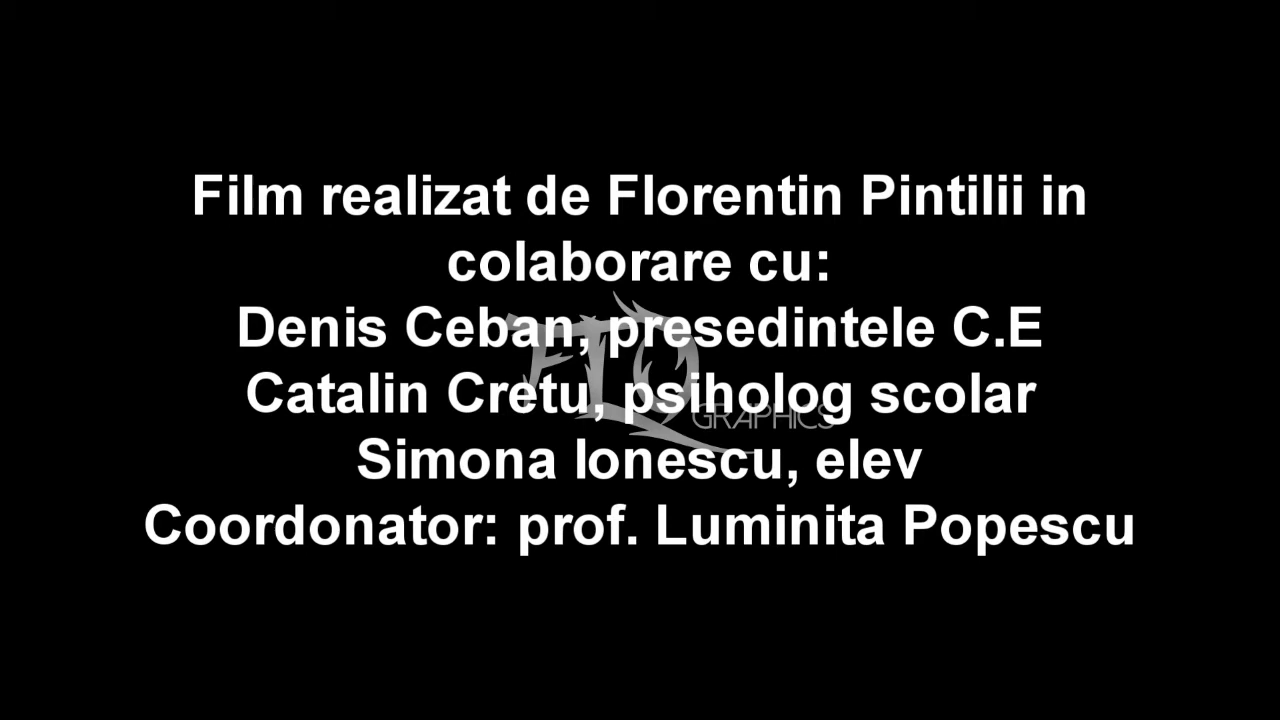 Film realizat de Florentin Pintilii in
colaborare cu:
Denis Ceban, presedintele C.E
Catalin Cretu, psiholog scolar
Simona Ionescu, elev
Coordonator: prof. Luminita Popescu
FLO
GRAPHICS